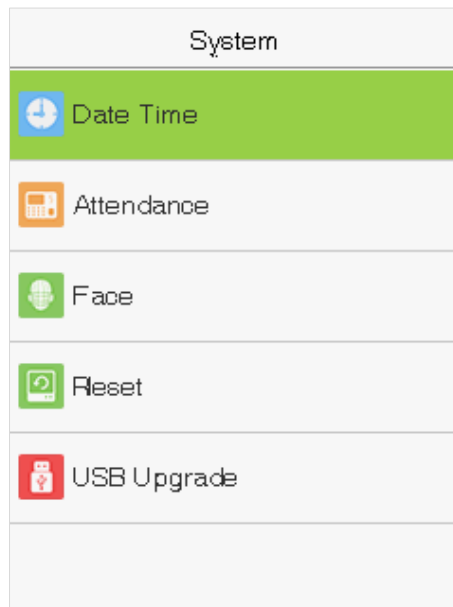 System
Date Time
Attendance
Face
Reset
USB Upgrade